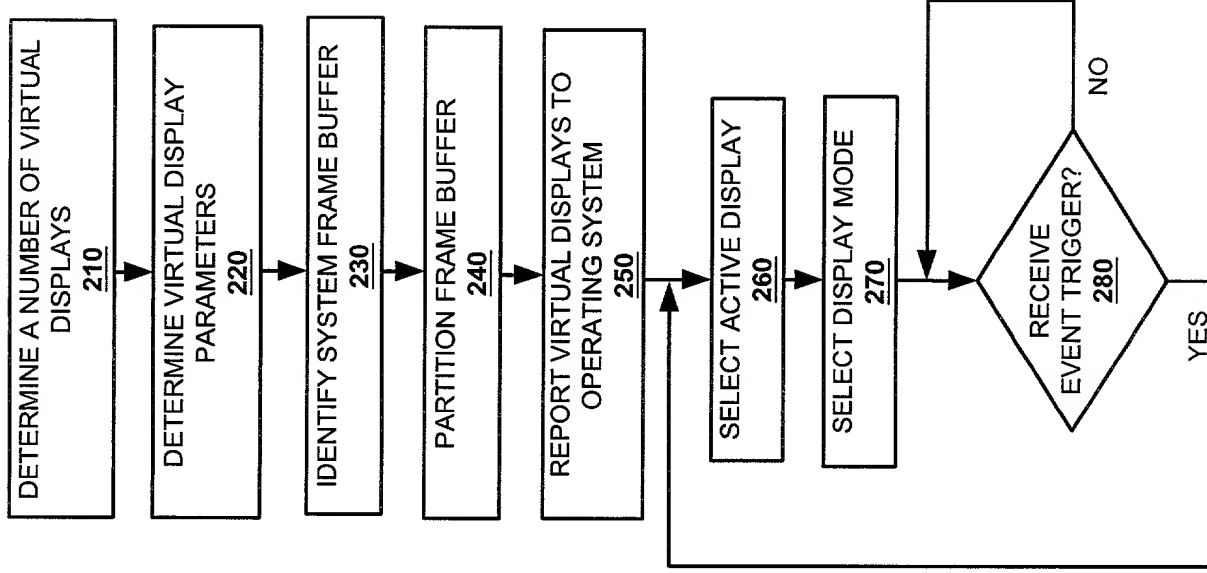 DETERMINE A NUMBER OF VIRTUAL
DISPLAYS
210
DETERMINE VIRTUAL DISPLAY
PARAMETERS
220
IDENTIFY SYSTEM FRAME BUFFER
230
PARTITION FRAME BUFFER
240
REPORT VIRTUAL DISPLAYS TO
OPERATING SYSTEM
250
SELECT ACTIVE DISPLAY
260
SELECT DISPLAY MODE
270
RECEIVE
EVENT TRIGGER?
280
NO
YES